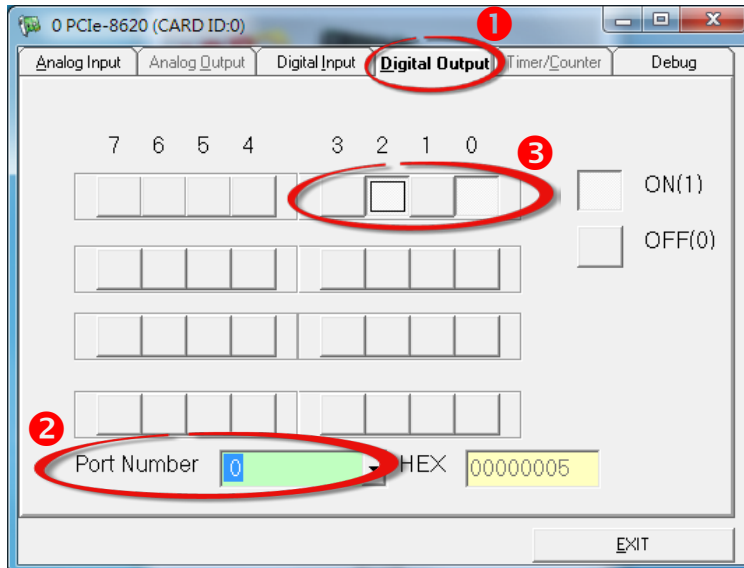 0 PCIe-8620 (CARD ID:0)
1
Analog Input Analog Output Digital Input Digital Output Timer/Counter Debug
7 6 5 4 3 2 1 0
3
ON(1)
OFF(0)
2
Port Number 0 HEX 00000005
EXIT